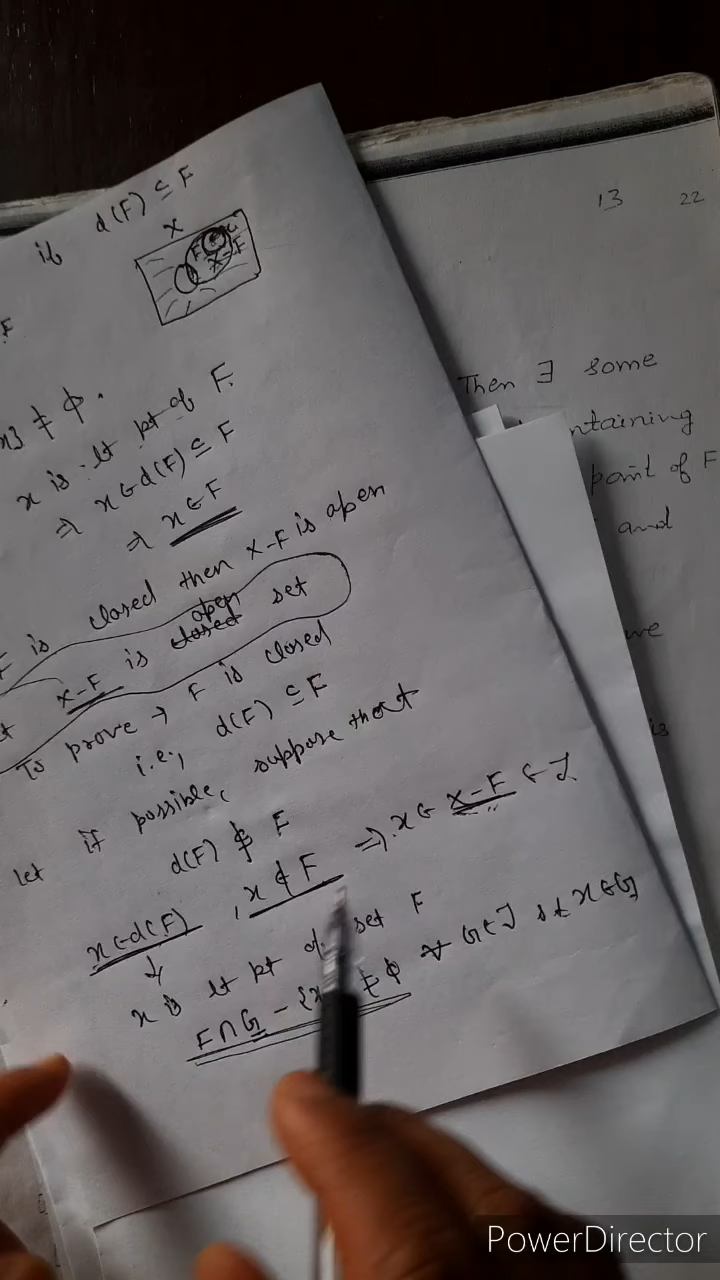 if d(F) ⊆ F
X
F
X-F
F
x} ≠ ϕ.
x is lt pt of F.
⇒ x ∈ d(F) ⊆ F
⇒ x ∈ F
F is closed then X-F is open
open
X-F is closed set
To prove → F is closed
i.e., d(F) ⊆ F
let if possible, suppose that
d(F) ⊈ F
x ∈ d(F) , x ∉ F ⇒ x ∈ X-F ∈ J
↓
x is lt pt of set F
F ∩ G - {x ≠ ϕ ∀ G ∈ J st x ∈ G
13 22
Then ∃ some
ntaining
point of F
and
we
is
PowerDirector